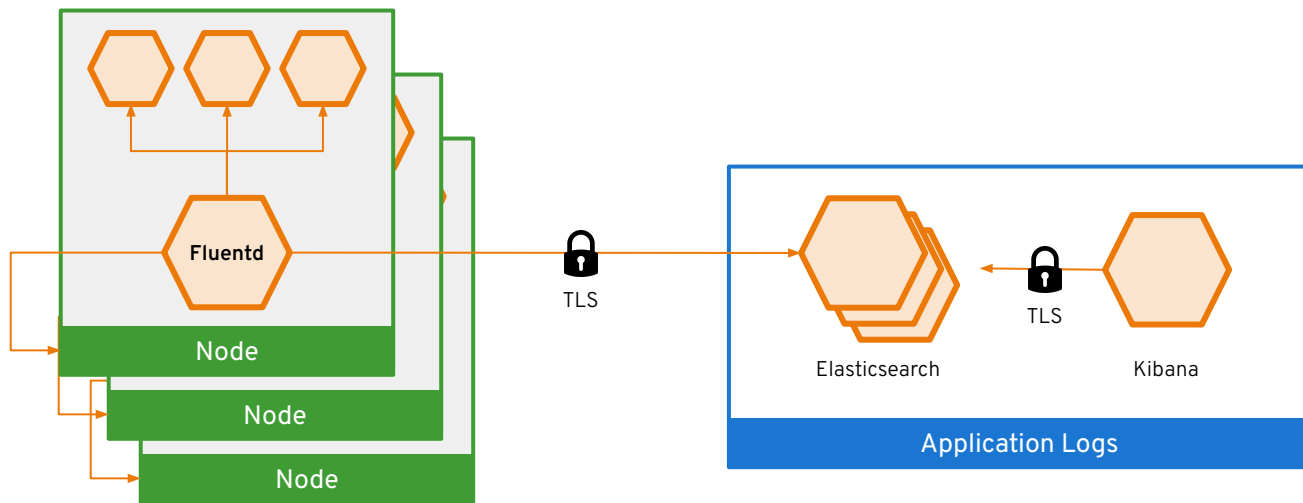 Fluentd
Node
Node
Node
TLS
Elasticsearch
TLS
Kibana
Application Logs